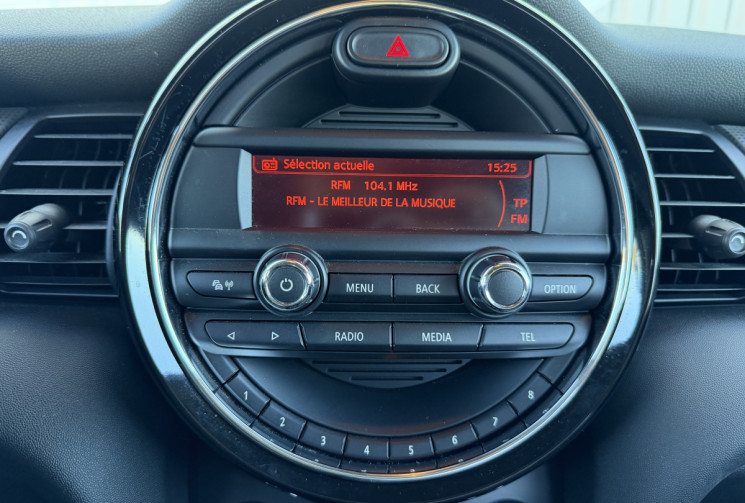 Sélection actuelle 15:25
RFM 104,1 MHz
RFM - LE MEILLEUR DE LA MUSIQUE
TP
FM
MENU BACK OPTION
RADIO MEDIA TEL
1 2 3 4 5 6 7 8